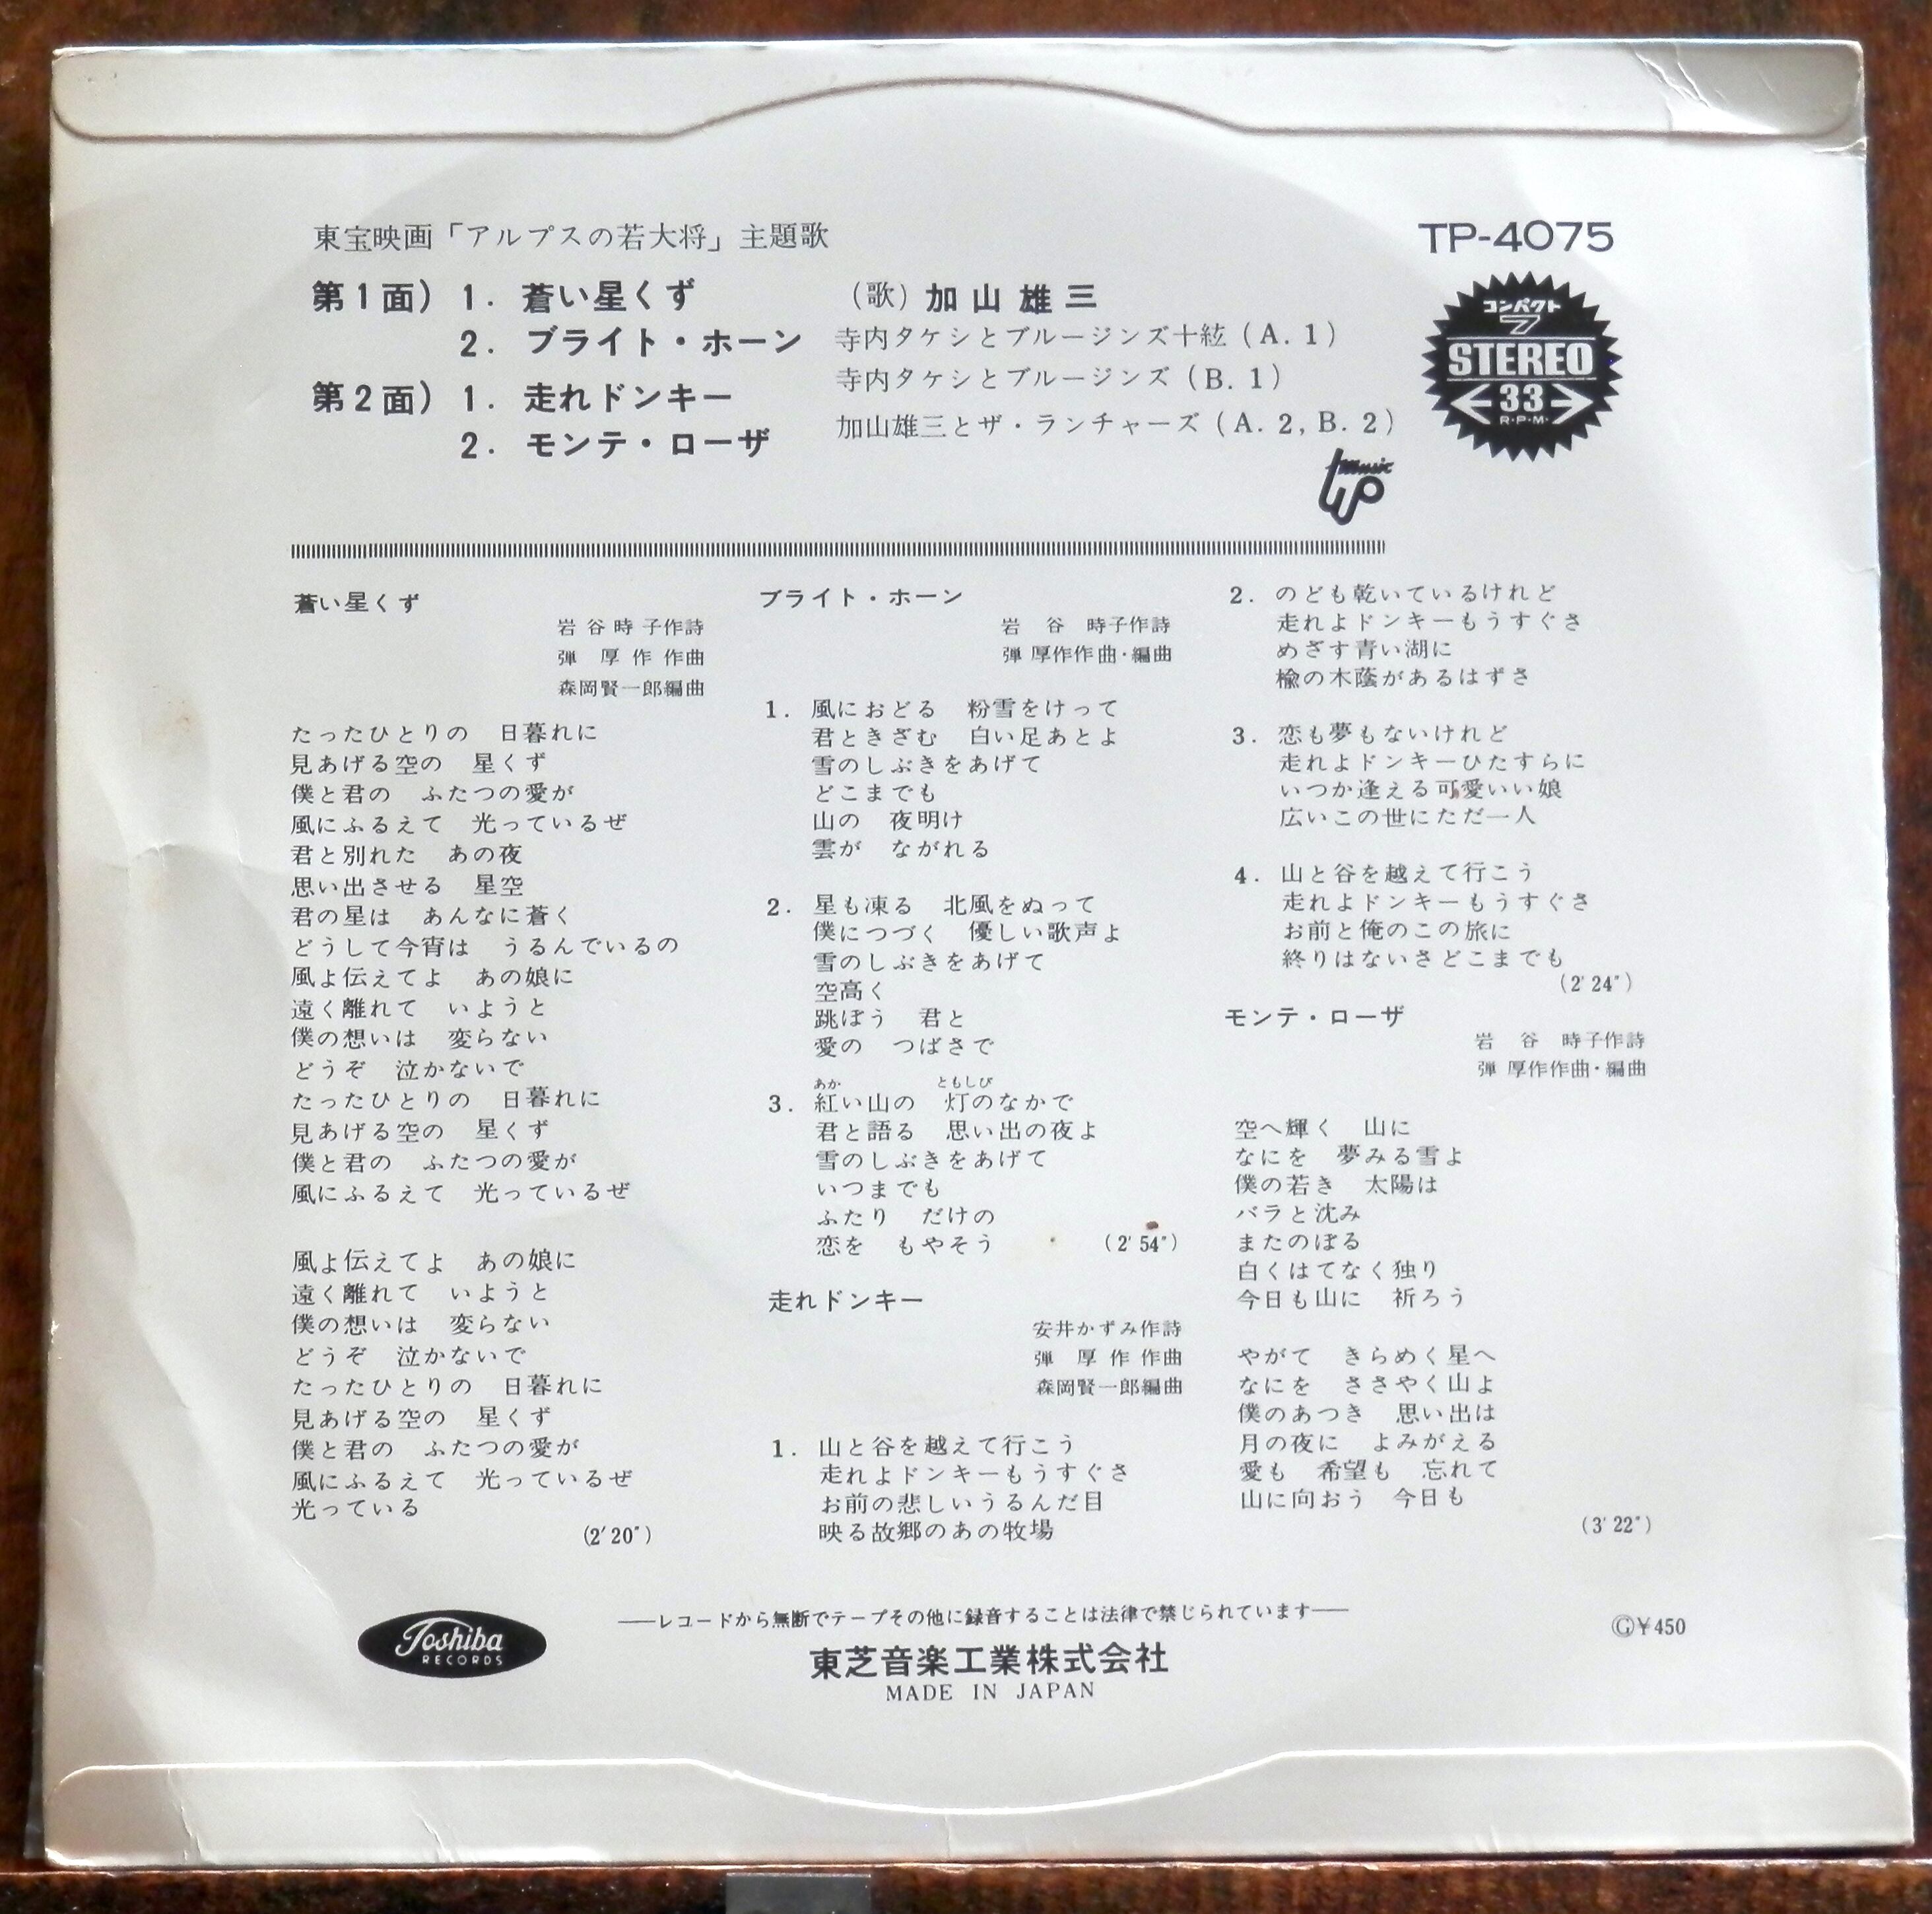 東宝映画「アルプスの若大将」主題歌
TP-4075
第1面) 1. 蒼い星くず (歌) 加山雄三
2. ブライト・ホーン 寺内タケシとブルージンズ十絃 (A. 1)
第2面) 1. 走れドンキー 寺内タケシとブルージンズ (B. 1)
2. モンテ・ローザ 加山雄三とザ・ランチャーズ (A. 2, B. 2)
コンパクト
7
STEREO
33
R・P・M・
Music
up
蒼い星くず
岩谷時子作詩
弾厚作 作曲
森岡賢一郎編曲
たったひとりの　日暮れに
見あげる空の　星くず
僕と君の　ふたつの愛が
風にふるえて　光っているぜ
君と別れた　あの夜
思い出させる　星空
君の星は　あんなに蒼く
どうして今宵は　うるんでいるの
風よ伝えてよ　あの娘に
遠く離れて　いようと
僕の想いは　変らない
どうぞ　泣かないで
たったひとりの　日暮れに
見あげる空の　星くず
僕と君の　ふたつの愛が
風にふるえて　光っているぜ
風よ伝えてよ　あの娘に
遠く離れて　いようと
僕の想いは　変らない
どうぞ　泣かないで
たったひとりの　日暮れに
見あげる空の　星くず
僕と君の　ふたつの愛が
風にふるえて　光っているぜ
光っている
(2′20″)
ブライト・ホーン
岩谷時子作詩
弾厚作作曲・編曲
1. 風におどる　粉雪をけって
君ときざむ　白い足あとよ
雪のしぶきをあげて
どこまでも
山の　夜明け
雲が　ながれる
2. 星も凍る　北風をぬって
僕につづく　優しい歌声よ
雪のしぶきをあげて
空高く
跳ぼう　君と
愛の　つばさで
あか　ともしび
3. 紅い山の　灯のなかで
君と語る　思い出の夜よ
雪のしぶきをあげて
いつまでも
ふたり　だけの
恋を　もやそう
(2′54″)
走れドンキー
安井かずみ作詩
弾厚作 作曲
森岡賢一郎編曲
1. 山と谷を越えて行こう
走れよドンキーもうすぐさ
お前の悲しいうるんだ目
映る故郷のあの牧場
2. のども乾いているけれど
走れよドンキーもうすぐさ
めざす青い湖に
楡の木蔭があるはずさ
3. 恋も夢もないけれど
走れよドンキーひたすらに
いつか逢える可愛いい娘
広いこの世にただ一人
4. 山と谷を越えて行こう
走れよドンキーもうすぐさ
お前と俺のこの旅に
終りはないさどこまでも
(2′24″)
モンテ・ローザ
岩谷時子作詩
弾厚作作曲・編曲
空へ輝く　山に
なにを　夢みる雪よ
僕の若き　太陽は
バラと沈み
またのぼる
白くはてなく独り
今日も山に　祈ろう
やがて　きらめく星へ
なにを　ささやく山よ
僕のあつき　思い出は
月の夜に　よみがえる
愛も　希望も　忘れて
山に向おう　今日も
(3′22″)
Toshiba
RECORDS
――レコードから無断でテープその他に録音することは法律で禁じられています――
東芝音楽工業株式会社
MADE IN JAPAN
Ⓖ¥450